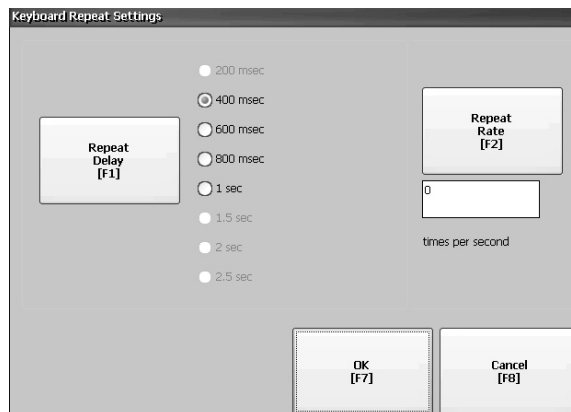 Keyboard Repeat Settings
200 msec
400 msec
600 msec
800 msec
1 sec
1.5 sec
2 sec
2.5 sec
Repeat
Delay
[F1]
Repeat
Rate
[F2]
0
times per second
OK
[F7]
Cancel
[F8]